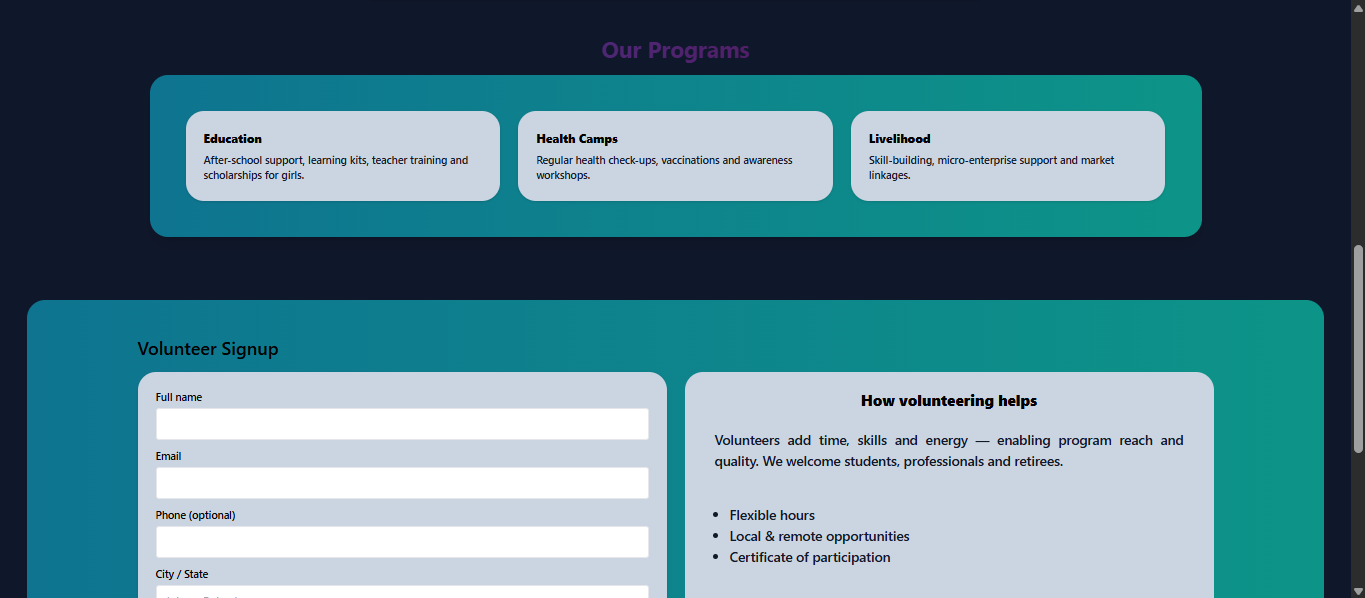 Our Programs
Education
After-school support, learning kits, teacher training and
scholarships for girls.
Health Camps
Regular health check-ups, vaccinations and awareness
workshops.
Livelihood
Skill-building, micro-enterprise support and market
linkages.
Volunteer Signup
Full name
Email
Phone (optional)
City / State
How volunteering helps
Volunteers add time, skills and energy — enabling program reach and
quality. We welcome students, professionals and retirees.
• Flexible hours
• Local & remote opportunities
• Certificate of participation